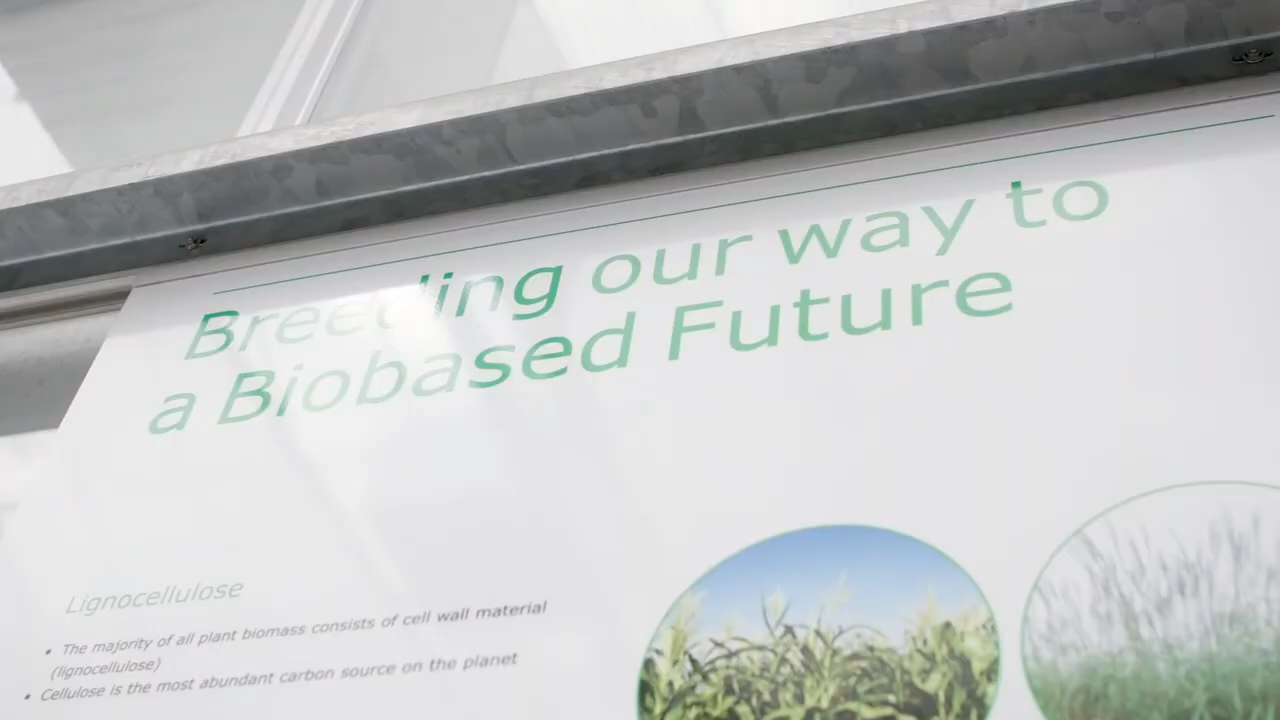 Breeding our way to
a Biobased Future
Lignocellulose
• The majority of all plant biomass consists of cell wall material
(lignocellulose)
• Cellulose is the most abundant carbon source on the planet